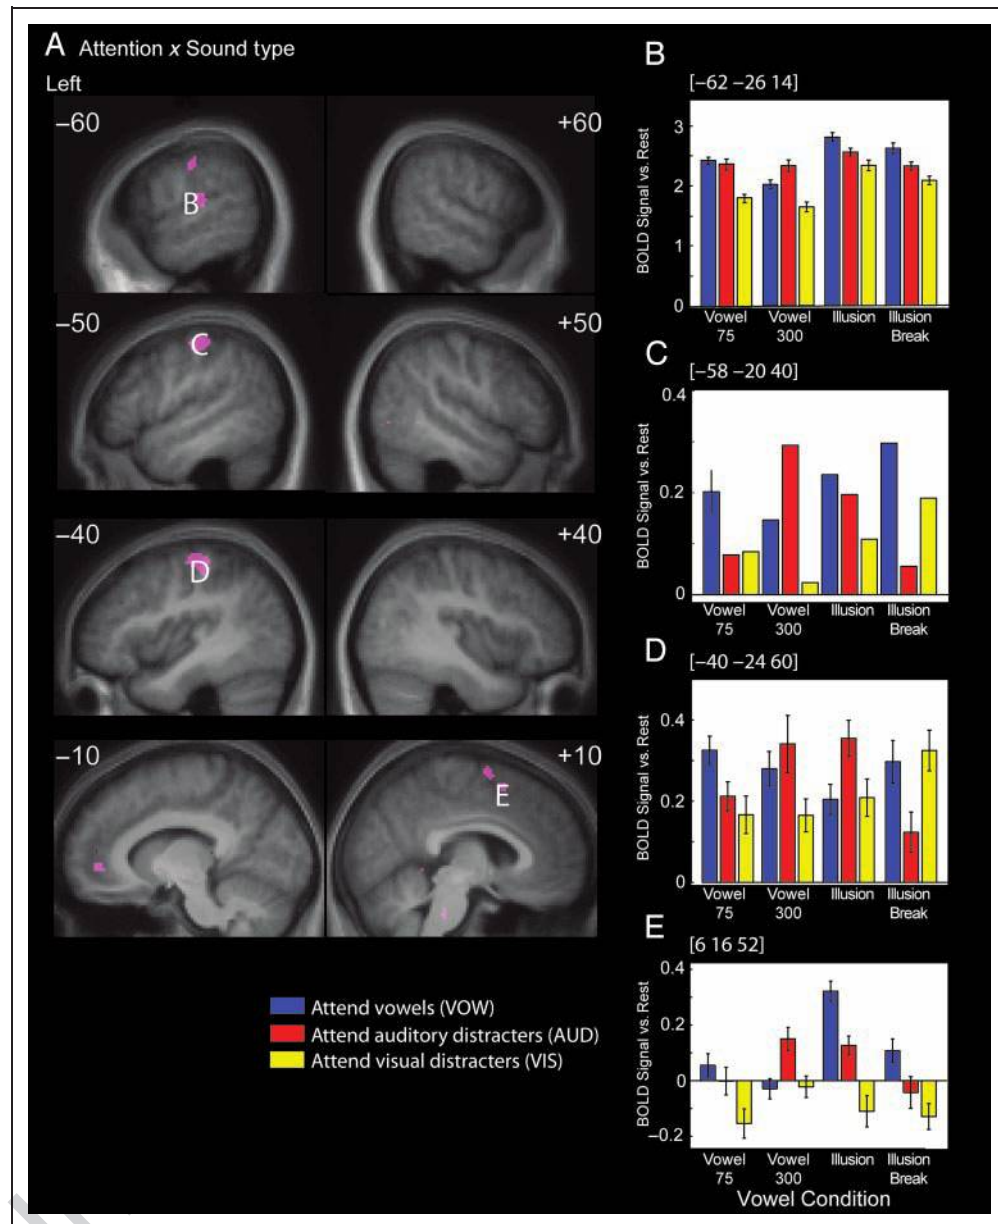 A Attention x Sound type
Left
−60
+60
B
−50
+50
C
−40
+40
D
−10
+10
E
Attend vowels (VOW)
Attend auditory distracters (AUD)
Attend visual distracters (VIS)
B
[−62 −26 14]
BOLD Signal vs. Rest
3
2
1
0
Vowel 75
Vowel 300
Illusion
Illusion Break
C
[−58 −20 40]
BOLD Signal vs. Rest
0.4
0.2
0
Vowel 75
Vowel 300
Illusion
Illusion Break
D
[−40 −24 60]
BOLD Signal vs. Rest
0.4
0.2
0
Vowel 75
Vowel 300
Illusion
Illusion Break
E
[6 16 52]
BOLD Signal vs. Rest
0.4
0.2
0
−0.2
Vowel 75
Vowel 300
Illusion
Illusion Break
Vowel Condition